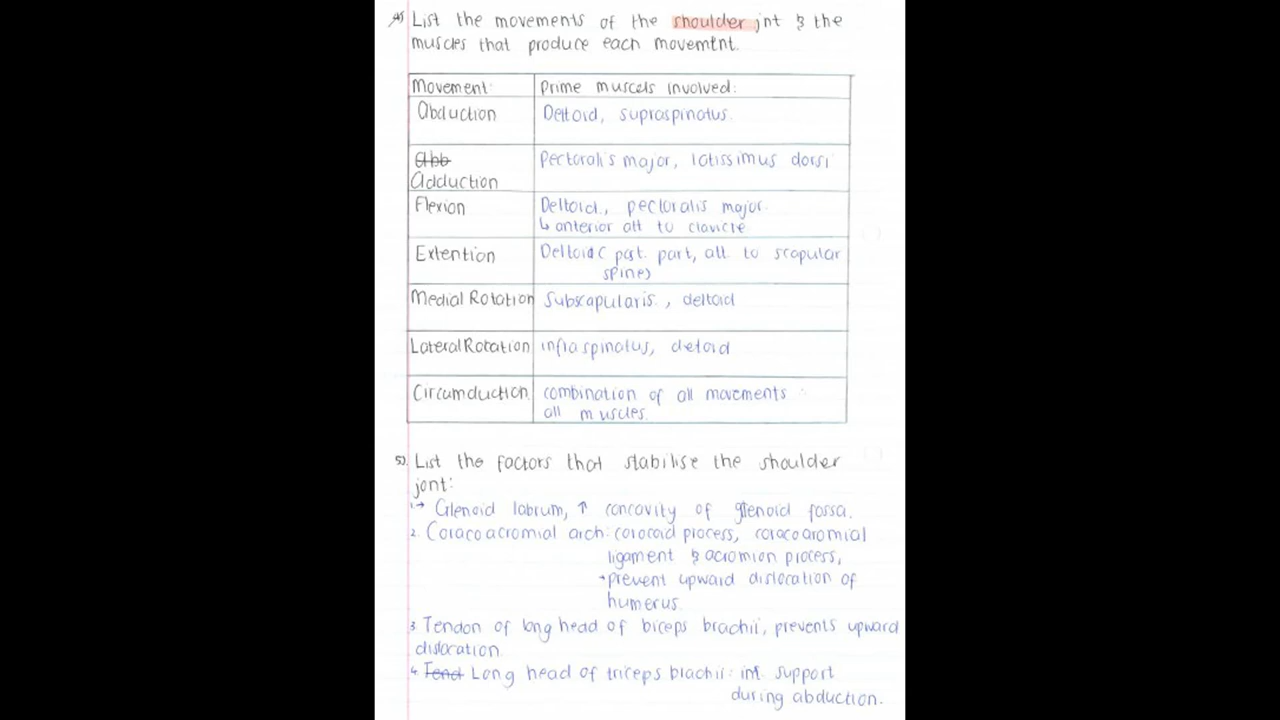 4) List the movements of the shoulder jnt & the
muscles that produce each movement.
Movement: Prime muscels involved:
Abduction Deltoid, supraspinatus.
Abb
Adduction Pectoralis major, latissimus dorsi
Flexion Deltoid, pectoralis major.
↳ anterior att to clavicle
Extention Deltoid ( post. part, att. to scapular
spine)
Medial Rotation Subscapularis, deltoid
Lateral Rotation infraspinatus, detoid
Circumduction combination of all movements ∴
all muscles.
5). List the factors that stabilise the shoulder
jont:
1→ Glenoid labrum, ↑ concavity of glenoid fossa.
2. Coracoacromial arch: coracoid process, coracoaromial
ligament & acromion process,
→ prevent upward dislocation of
humerus.
3 Tendon of long head of biceps brachii, prevents upward
dislocation.
4. Tend Long head of triceps brachii: inf. support
during abduction.